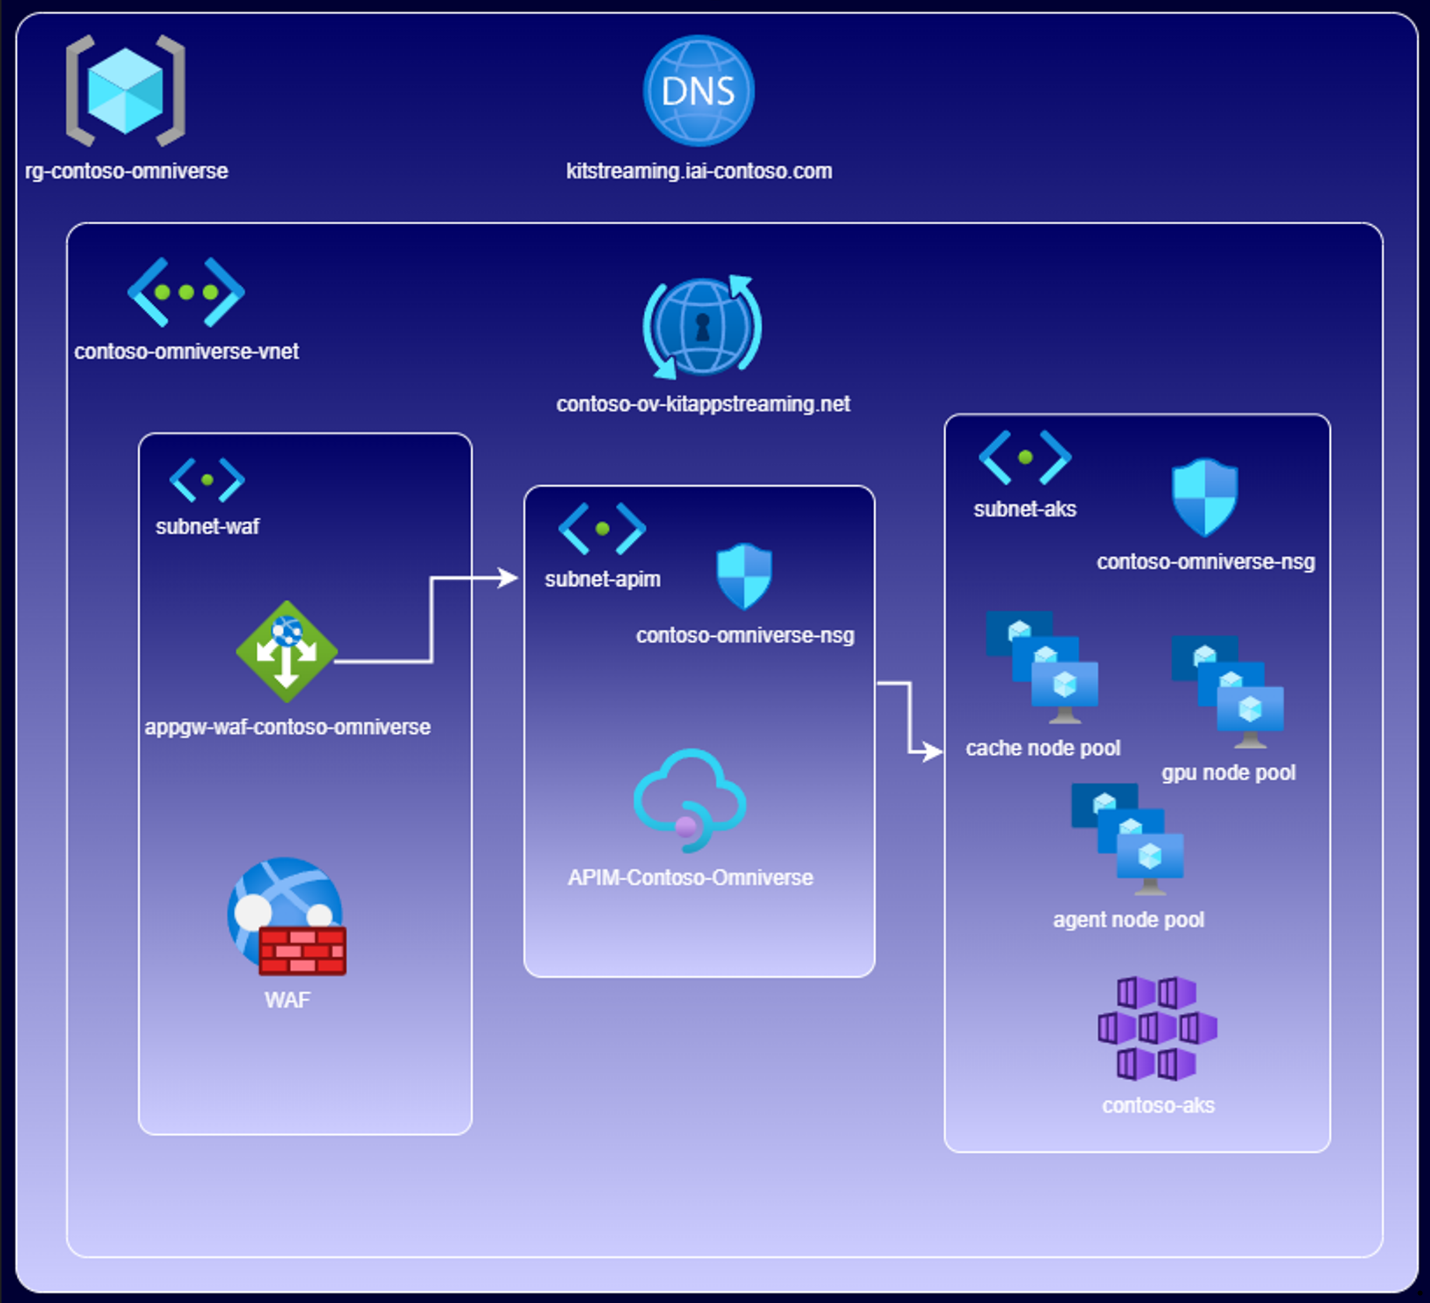 DNS
rg-contoso-omniverse
kitstreaming.iai-contoso.com
contoso-omniverse-vnet
contoso-ov-kitappstreaming.net
subnet-waf
appgw-waf-contoso-omniverse
WAF
subnet-apim
contoso-omniverse-nsg
APIM-Contoso-Omniverse
subnet-aks
contoso-omniverse-nsg
cache node pool
gpu node pool
agent node pool
contoso-aks